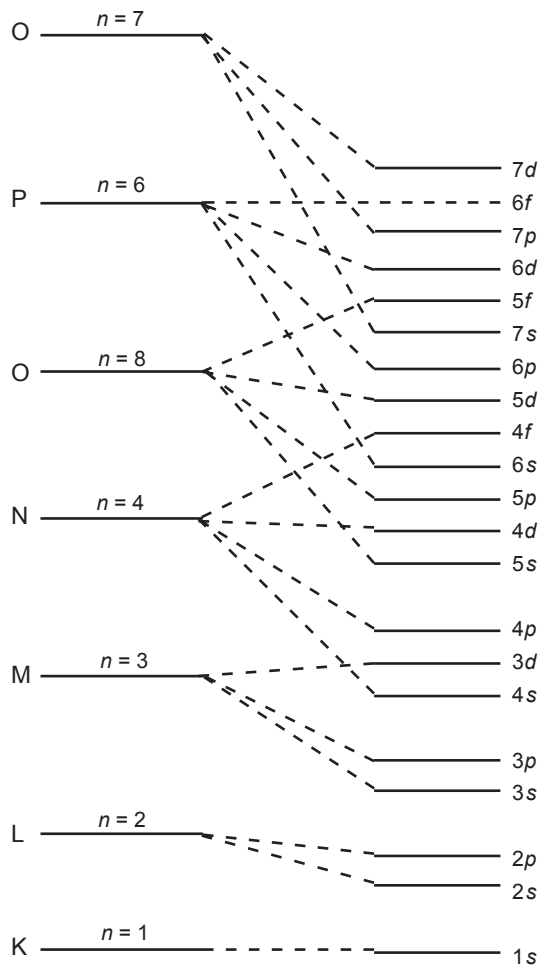 O n = 7
7d
P n = 6 6f
7p
6d
5f
7s
O n = 8 6p
5d
4f
6s
5p
N n = 4
4d
5s
4p
M n = 3 3d
4s
3p
3s
L n = 2
2p
2s
K n = 1 1s